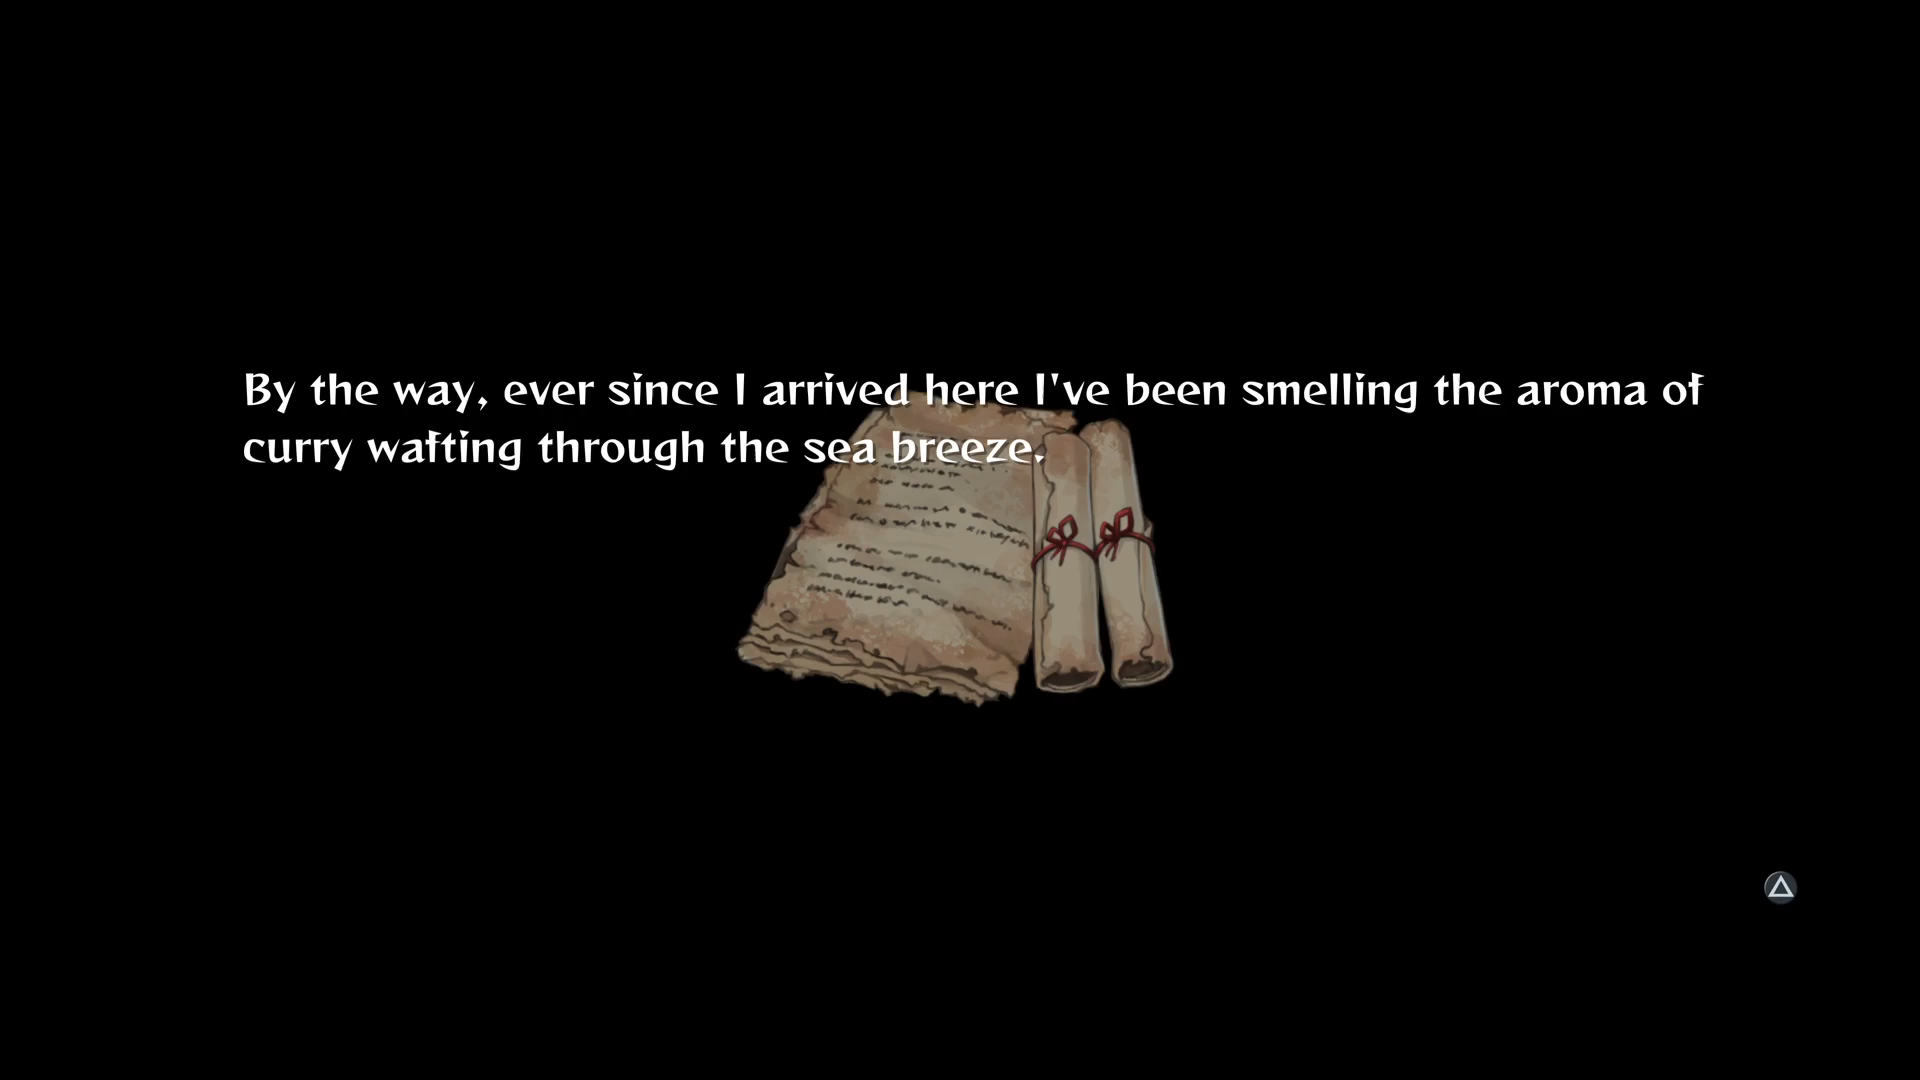 By the way, ever since I arrived here I've been smelling the aroma of
curry wafting through the sea breeze.